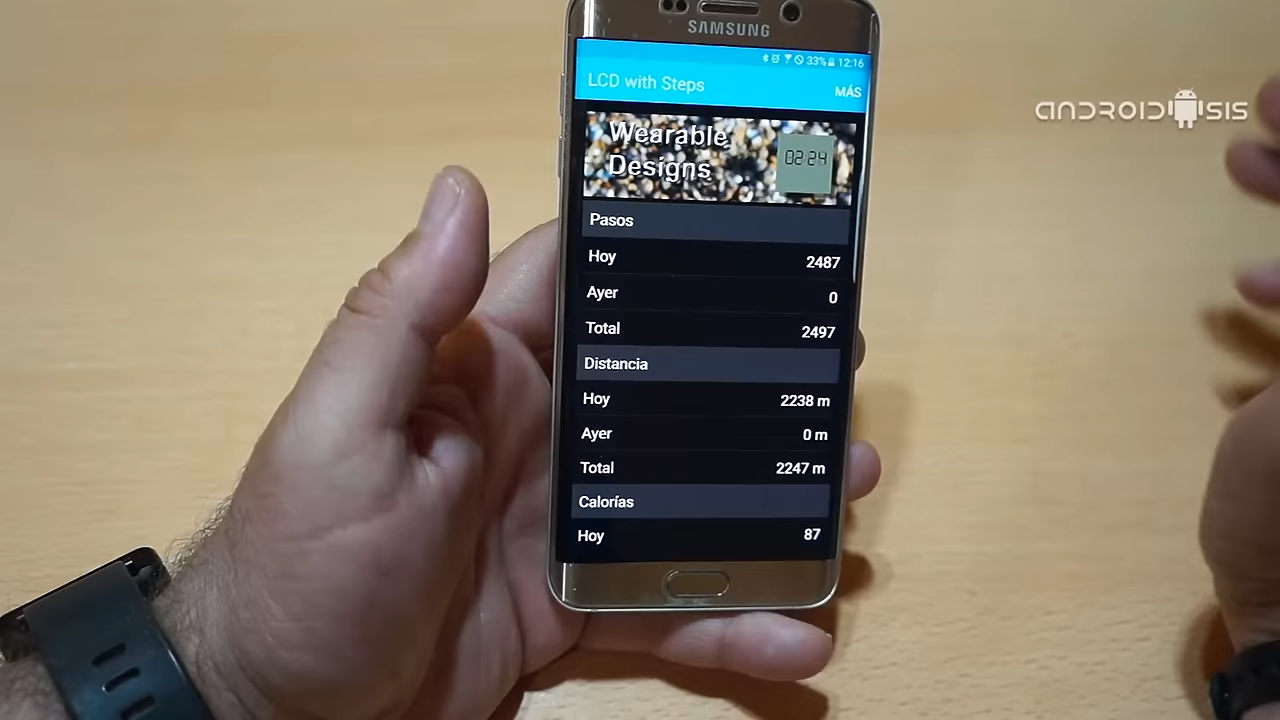 SAMSUNG
33% 12:16
LCD with Steps
MÁS
ANDROIDSIS
Wearable
Designs
02:24
Pasos
Hoy 2487
Ayer 0
Total 2497
Distancia
Hoy 2238 m
Ayer 0 m
Total 2247 m
Calorías
Hoy 87